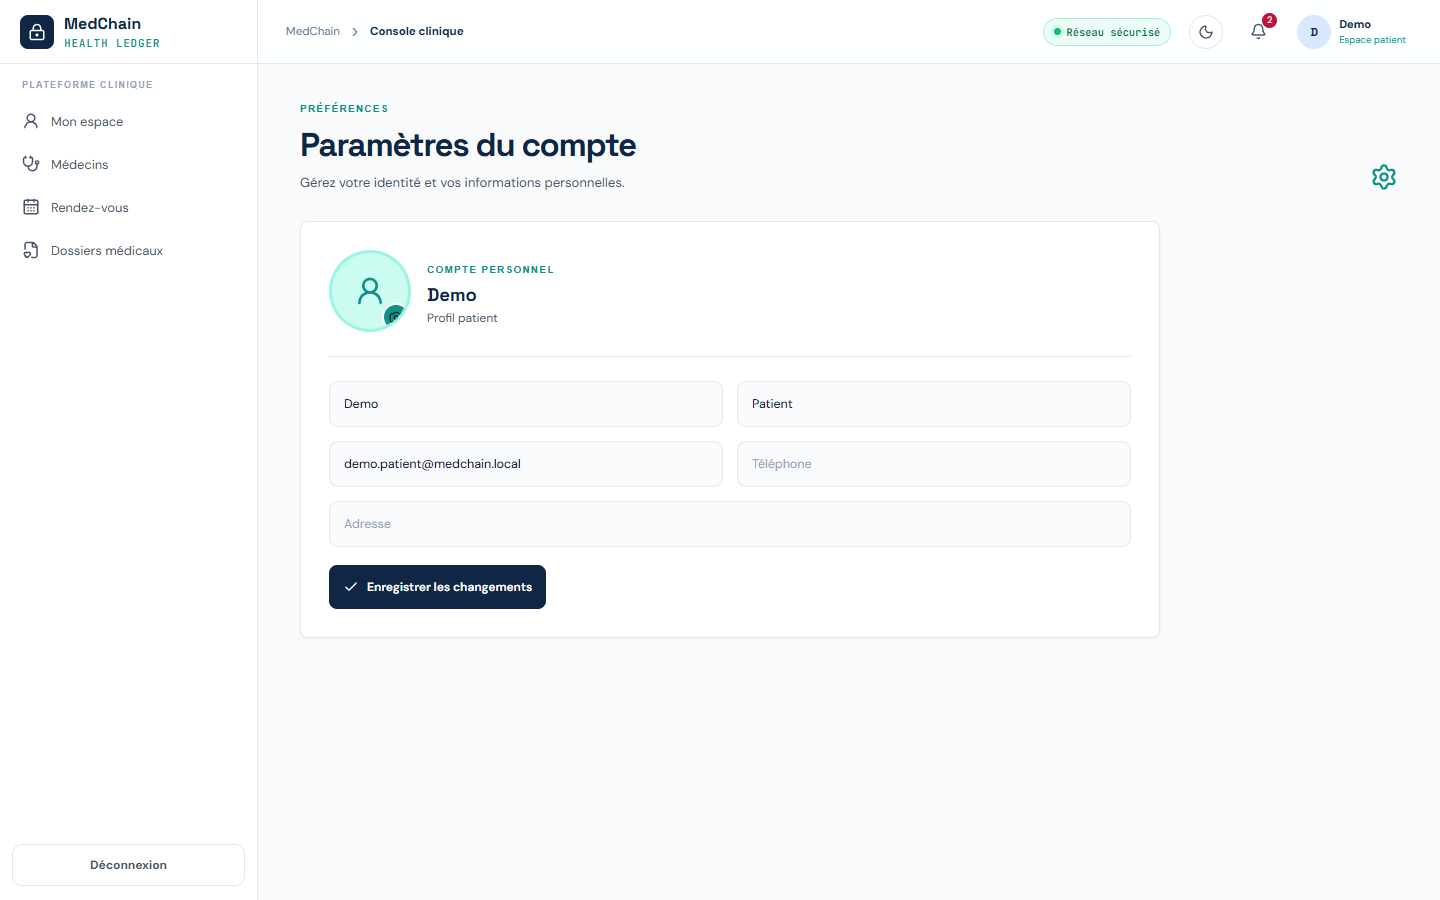 MedChain
HEALTH LEDGER
PLATEFORME CLINIQUE
Mon espace
Médecins
Rendez-vous
Dossiers médicaux
Déconnexion
MedChain > Console clinique
Réseau sécurisé
2
D
Demo
Espace patient
PRÉFÉRENCES
Paramètres du compte
Gérez votre identité et vos informations personnelles.
COMPTE PERSONNEL
Demo
Profil patient
Demo
Patient
demo.patient@medchain.local
Téléphone
Adresse
Enregistrer les changements